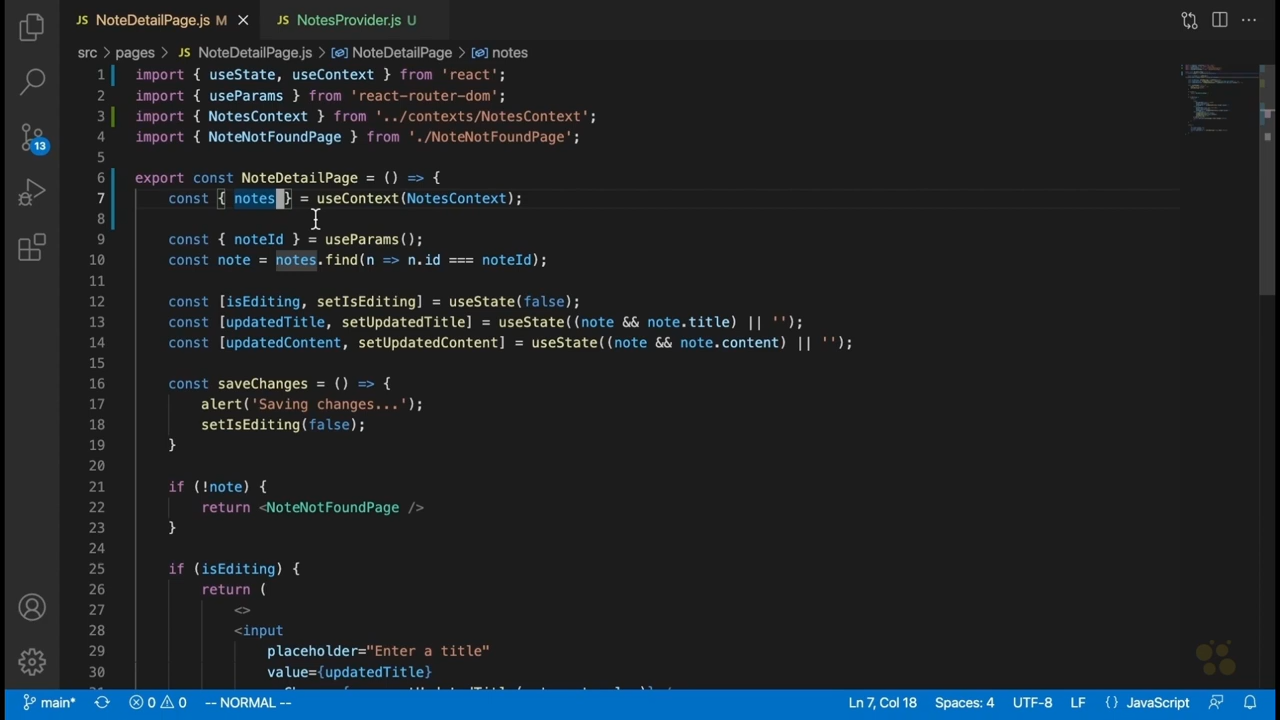 JS NoteDetailPage.js M
JS NotesProvider.js U
src > pages > JS NoteDetailPage.js > NoteDetailPage > notes
1 import { useState, useContext } from 'react';
2 import { useParams } from 'react-router-dom';
3 import { NotesContext } from '../contexts/NotesContext';
4 import { NoteNotFoundPage } from './NoteNotFoundPage';
5
6 export const NoteDetailPage = () => {
7 const { notes } = useContext(NotesContext);
8
9 const { noteId } = useParams();
10 const note = notes.find(n => n.id === noteId);
11
12 const [isEditing, setIsEditing] = useState(false);
13 const [updatedTitle, setUpdatedTitle] = useState((note && note.title) || '');
14 const [updatedContent, setUpdatedContent] = useState((note && note.content) || '');
15
16 const saveChanges = () => {
17 alert('Saving changes...');
18 setIsEditing(false);
19 }
20
21 if (!note) {
22 return <NoteNotFoundPage />
23 }
24
25 if (isEditing) {
26 return (
27 <>
28 <input
29 placeholder="Enter a title"
30 value={updatedTitle}
13
main* 0 0 -- NORMAL -- Ln 7, Col 18 Spaces: 4 UTF-8 LF {} JavaScript